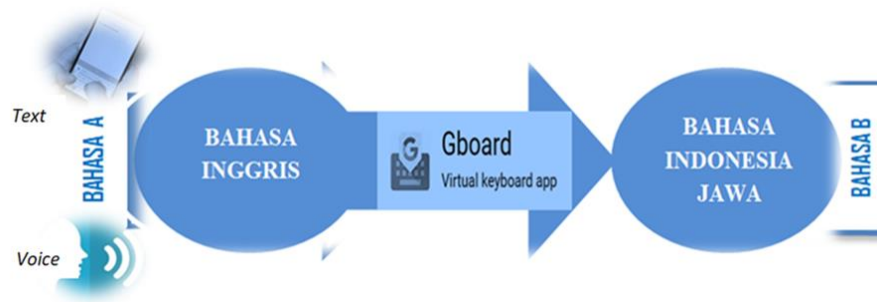 Text
Voice
BAHASA A
BAHASA
INGGRIS
G
Gboard
Virtual keyboard app
BAHASA
INDONESIA
JAWA
BAHASA B